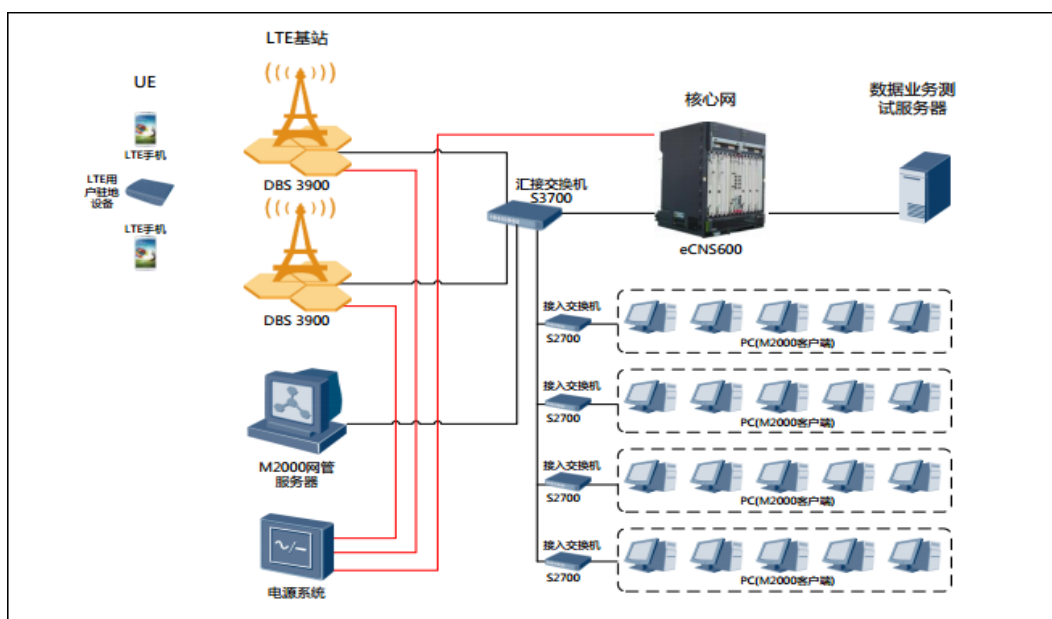 LTE基站
UE
LTE手机
LTE用
户驻地
设备
LTE手机
DBS 3900
DBS 3900
M2000网管
服务器
电源系统
汇接交换机
S3700
核心网
eCNS600
数据业务测
试服务器
接入交换机
S2700
PC(M2000客户端)
接入交换机
S2700
PC(M2000客户端)
接入交换机
S2700
PC(M2000客户端)
接入交换机
S2700
PC(M2000客户端)